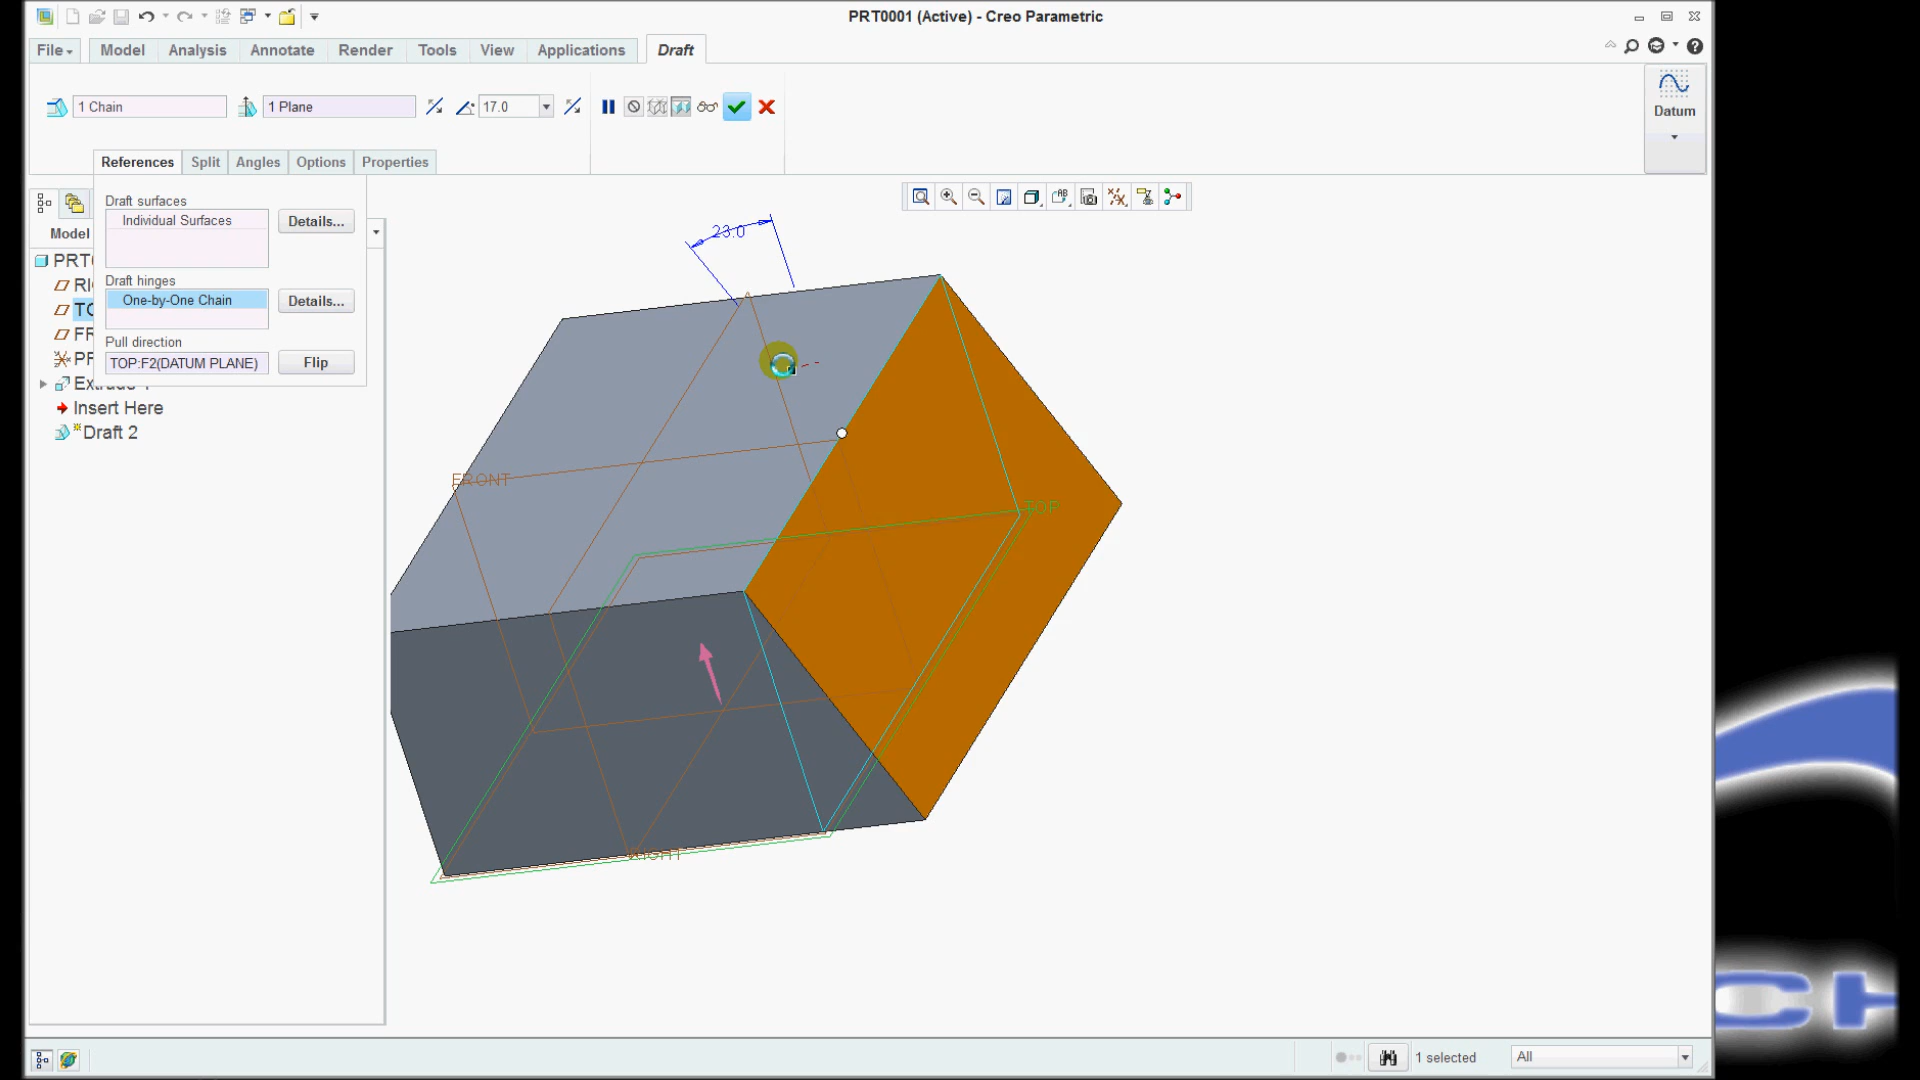 PRT0001 (Active) - Creo Parametric
File
Model
Analysis
Annotate
Render
Tools
View
Applications
Draft
1 Chain
1 Plane
17.0
Datum
References
Split
Angles
Options
Properties
Draft surfaces
Individual Surfaces
Details...
Draft hinges
One-by-One Chain
Details...
Pull direction
TOP:F2(DATUM PLANE)
Flip
Model
Insert Here
Draft 2
23.0
FRONT
TOP
RIGHT
1 selected
All